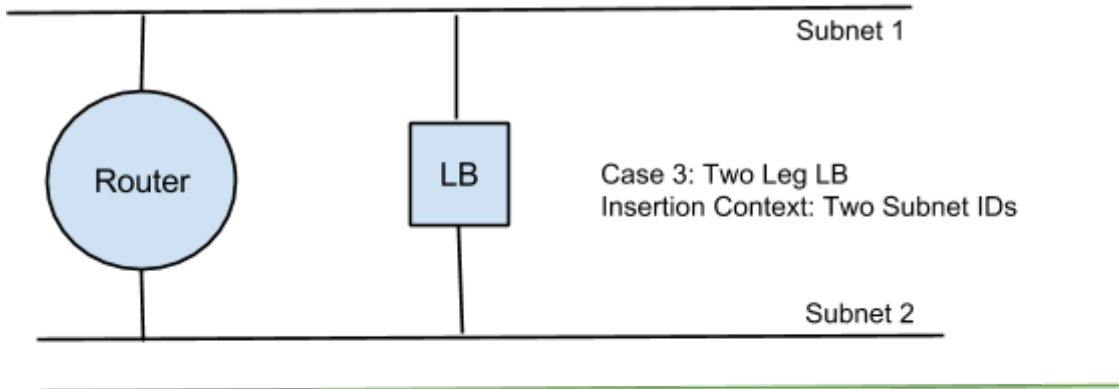 Subnet 1
Router
LB
Case 3: Two Leg LB
Insertion Context: Two Subnet IDs
Subnet 2